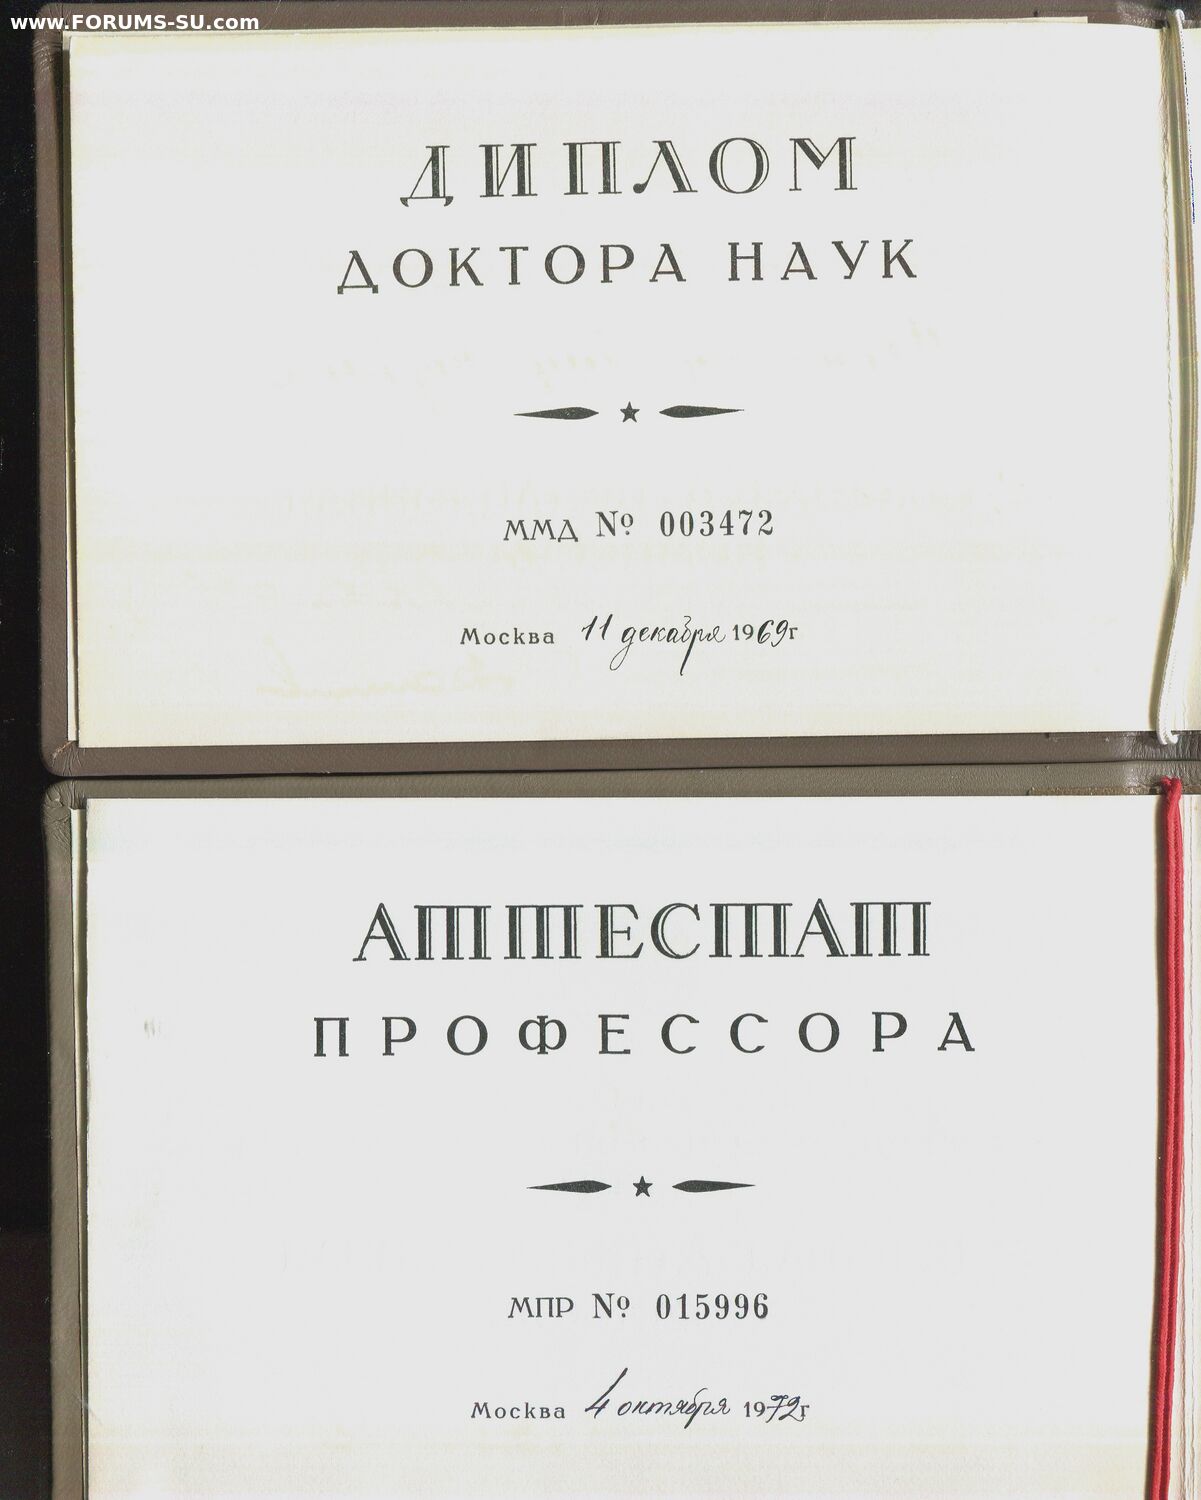 www.FORUMS-SU.com
ДИПЛОМ
ДОКТОРА НАУК
ММД № 003472
Москва 11 декабря 1969г
АТТЕСТАТ
ПРОФЕССОРА
МПР № 015996
Москва 4 октября 1972г